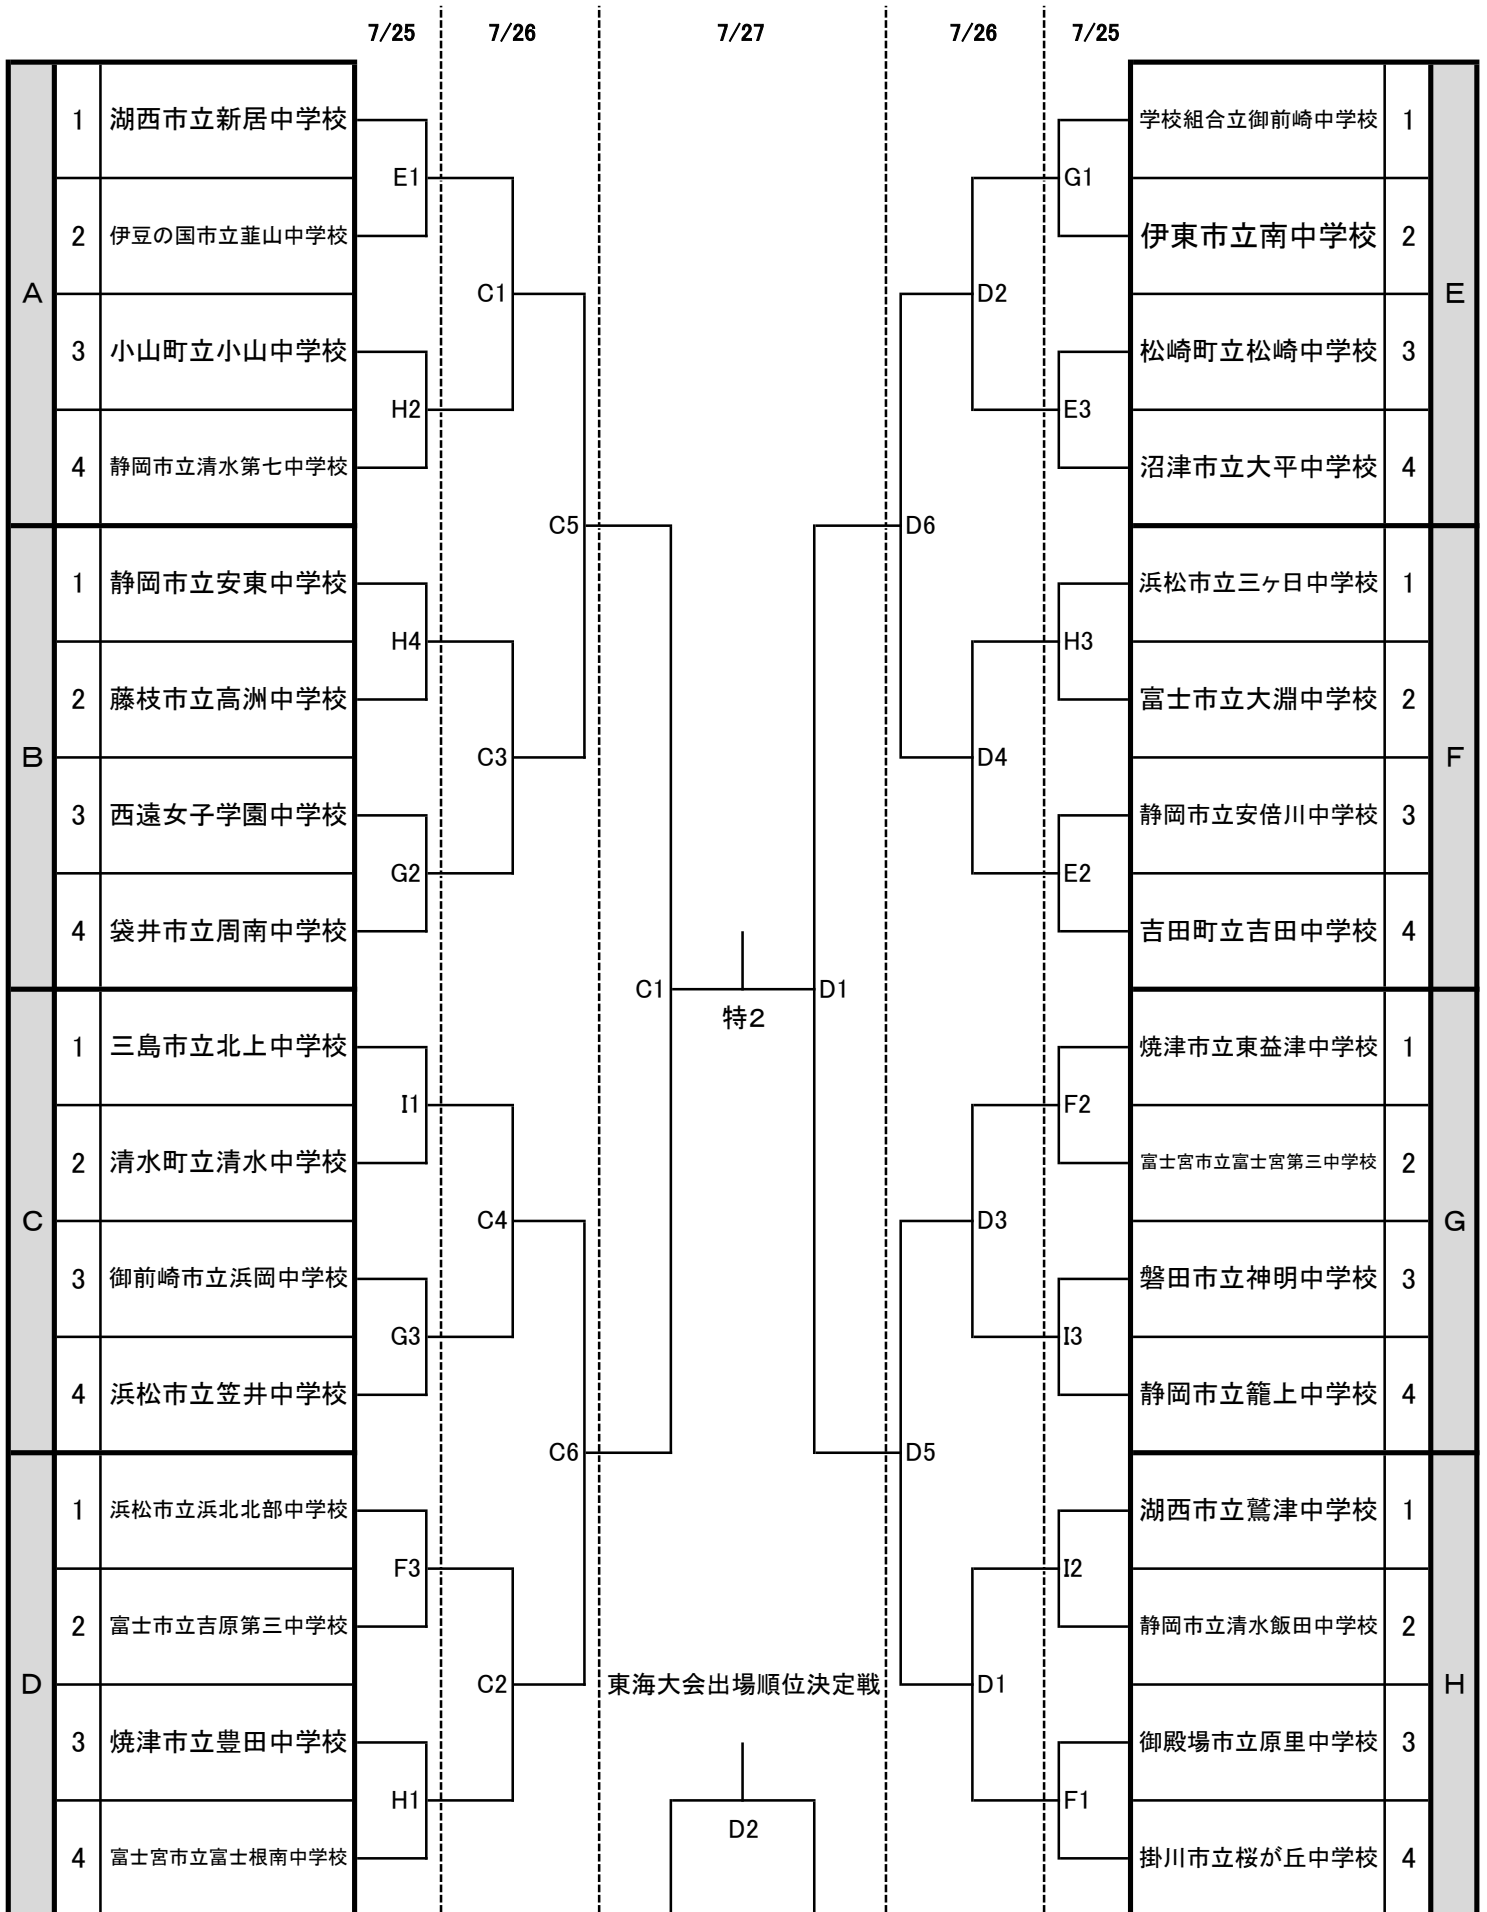 7/25 7/26 7/27 7/26 7/25
A
1 湖西市立新居中学校
E1
2 伊豆の国市立韮山中学校
C1
3 小山町立小山中学校
H2
4 静岡市立清水第七中学校
C5
B
1 静岡市立安東中学校
H4
2 藤枝市立高洲中学校
C3
3 西遠女子学園中学校
G2
4 袋井市立周南中学校
C1
C
1 三島市立北上中学校
I1
2 清水町立清水中学校
C4
3 御前崎市立浜岡中学校
G3
4 浜松市立笠井中学校
C6
D
1 浜松市立浜北北部中学校
F3
2 富士市立吉原第三中学校
C2
3 焼津市立豊田中学校
H1
4 富士宮市立富士根南中学校
特2
東海大会出場順位決定戦
D2
学校組合立御前崎中学校 1
G1
伊東市立南中学校 2
D2
E
松崎町立松崎中学校 3
E3
沼津市立大平中学校 4
D6
浜松市立三ヶ日中学校 1
H3
富士市立大淵中学校 2
D4
F
静岡市立安倍川中学校 3
E2
吉田町立吉田中学校 4
D1
焼津市立東益津中学校 1
F2
富士宮市立富士宮第三中学校 2
D3
G
磐田市立神明中学校 3
I3
静岡市立籠上中学校 4
D5
湖西市立鷲津中学校 1
I2
静岡市立清水飯田中学校 2
D1
H
御殿場市立原里中学校 3
F1
掛川市立桜が丘中学校 4